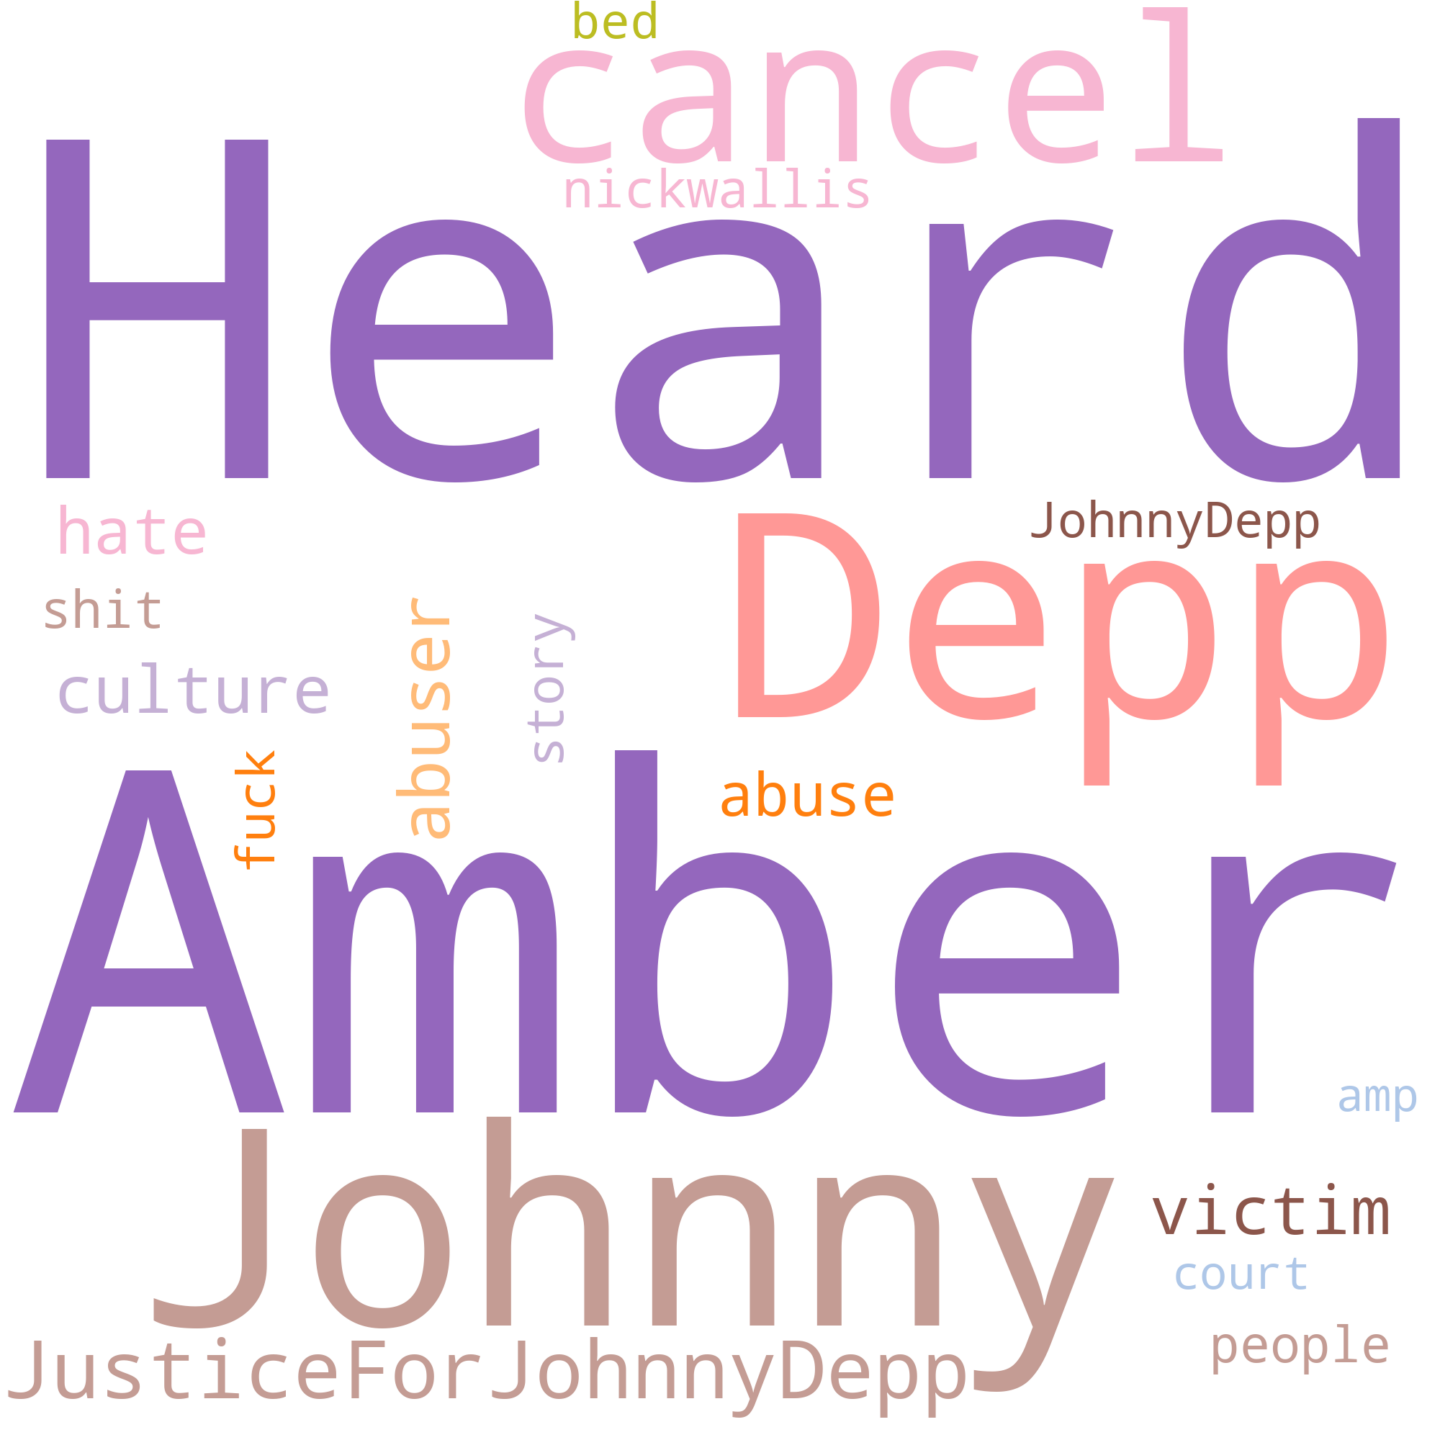 bed
cancel
nickwallis
Heard
hate
JohnnyDepp
Depp
shit
culture
abuser
story
fuck
abuse
Amber
amp
Johnny
victim
court
people
JusticeForJohnnyDepp